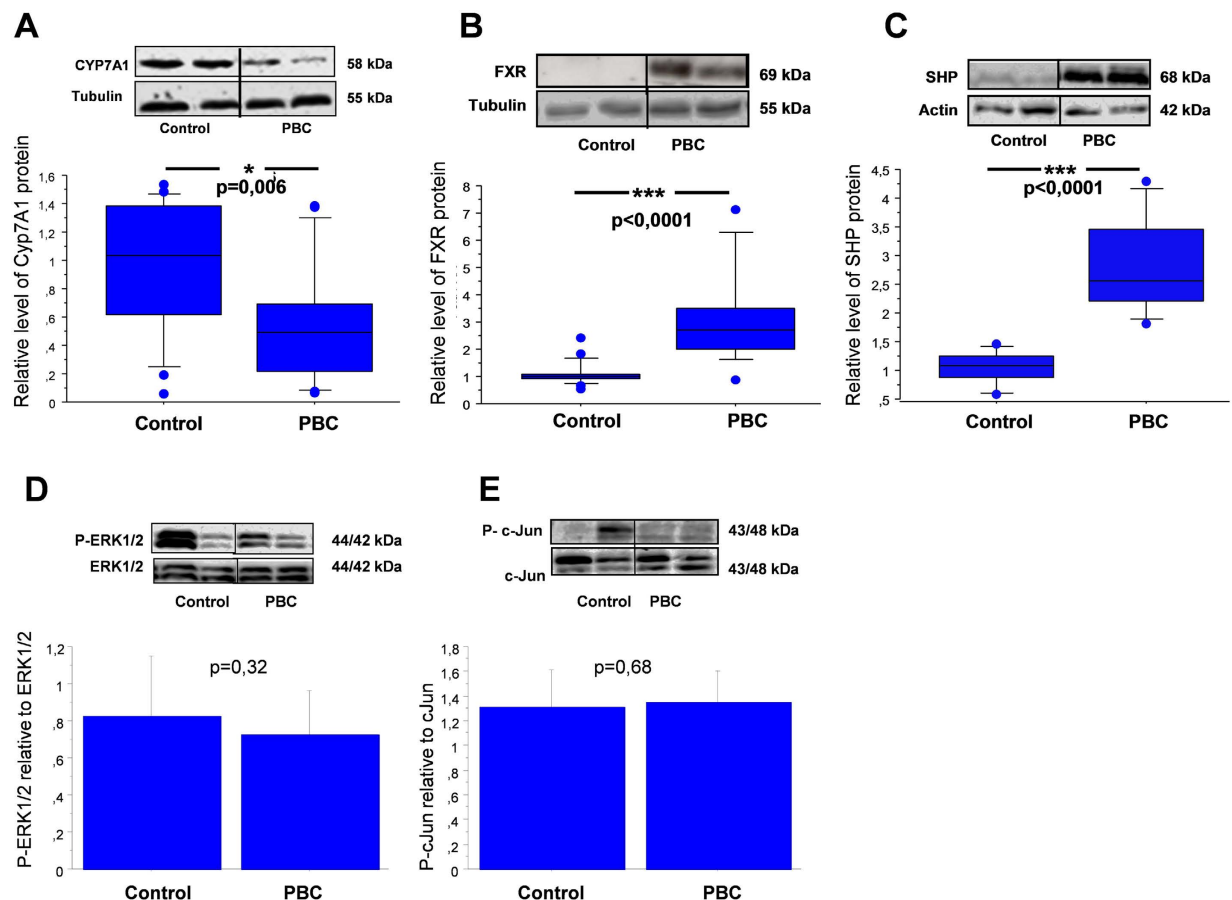 A
CYP7A1
58 kDa
Tubulin
55 kDa
Control PBC
*
p=0,006
Relative level of Cyp7A1 protein
1,6
1,4
1,2
1
,8
,6
,4
,2
0
Control PBC
B
FXR
69 kDa
Tubulin
55 kDa
Control PBC
***
p<0,0001
Relative level of FXR protein
8
7
6
5
4
3
2
1
0
Control PBC
C
SHP
68 kDa
Actin
42 kDa
Control PBC
***
p<0,0001
Relative level of SHP protein
4,5
4
3,5
3
2,5
2
1,5
1
,5
Control PBC
D
P-ERK1/2
44/42 kDa
ERK1/2
44/42 kDa
Control PBC
p=0,32
P-ERK1/2 relative to ERK1/2
1,2
1
,8
,6
,4
,2
0
Control PBC
E
P- c-Jun
43/48 kDa
c-Jun
43/48 kDa
Control PBC
p=0,68
P-cJun relative to cJun
1,8
1,6
1,4
1,2
1
,8
,6
,4
,2
0
Control PBC